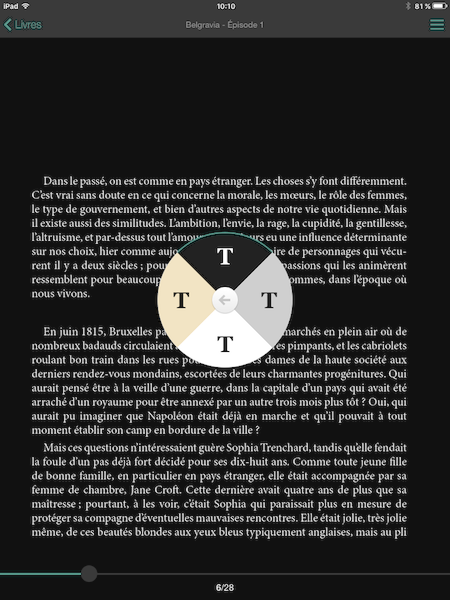 iPad
10:10
81 %
Livres
Belgravia - Épisode 1
Dans le passé, on est comme en pays étranger. Les choses s'y font différemment.
C'est vrai sans doute en ce qui concerne la morale, les mœurs, le rôle des femmes,
le type de gouvernement, et bien d'autres aspects de notre vie quotidienne. Mais
il existe aussi des similitudes. L'ambition, l'envie, la rage, la cupidité, la gentillesse,
l'altruisme, et par-dessus tout l'amour eu une influence déterminante
sur nos choix, hier comme aujo ire de personnages qui vécu-
rent il y a deux siècles ; pou passions qui les animèrent
ressemblent pour beaucoup ommes, dans l'époque où
nous vivons.
T
T
T
T
En juin 1815, Bruxelles pa marchés en plein air où de
nombreux badauds circulaient res pimpants, et les cabriolets
roulant bon train dans les rues pou es dames de la haute société aux
derniers rendez-vous mondains, escortées de leurs charmantes progénitures. Qui
aurait pensé être à la veille d'une guerre, dans la capitale d'un pays qui avait été
arraché d'un royaume pour être annexé par un autre trois mois plus tôt ? Oui, qui
aurait pu imaginer que Napoléon était déjà en marche et qu'il pouvait à tout
moment établir son camp en bordure de la ville ?
Mais ces questions n'intéressaient guère Sophia Trenchard, tandis qu'elle fendait
la foule d'un pas déjà fort décidé pour ses dix-huit ans. Comme toute jeune fille
de bonne famille, en particulier en pays étranger, elle était accompagnée par sa
femme de chambre, Jane Croft. Cette dernière avait quatre ans de plus que sa
maîtresse ; pourtant, à les voir, c'était Sophia qui paraissait plus en mesure de
protéger sa compagne d'éventuelles mauvaises rencontres. Elle était jolie, très jolie
même, de ces beautés blondes aux yeux bleus typiquement anglaises, mais au pli
6/28